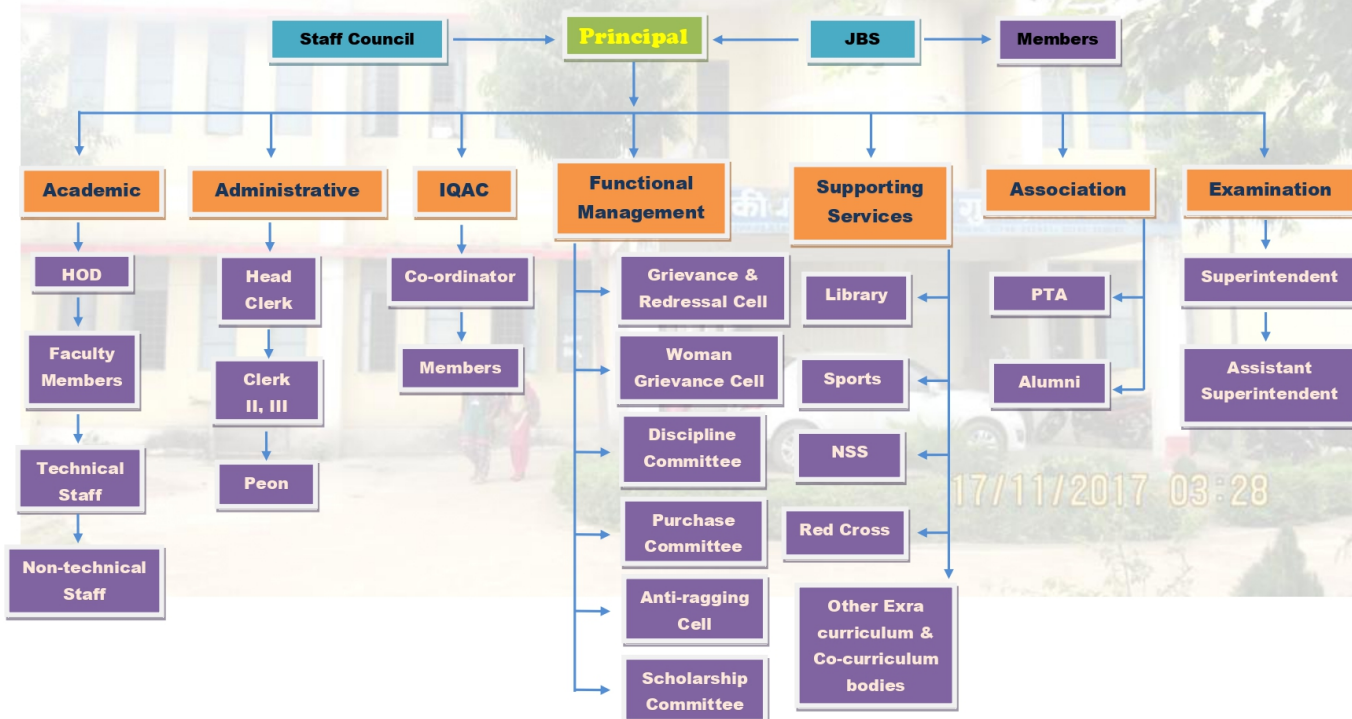 Staff Council
Principal
JBS
Members
Academic
Administrative
IQAC
Functional
Management
Supporting
Services
Association
Examination
HOD
Faculty
Members
Technical
Staff
Non-technical
Staff
Head
Clerk
Clerk
II, III
Peon
Co-ordinator
Members
Grievance &
Redressal Cell
Woman
Grievance Cell
Discipline
Committee
Purchase
Committee
Anti-ragging
Cell
Scholarship
Committee
Library
Sports
NSS
Red Cross
Other Exra
curriculum &
Co-curriculum
bodies
PTA
Alumni
Superintendent
Assistant
Superintendent
17/11/2017 03:28